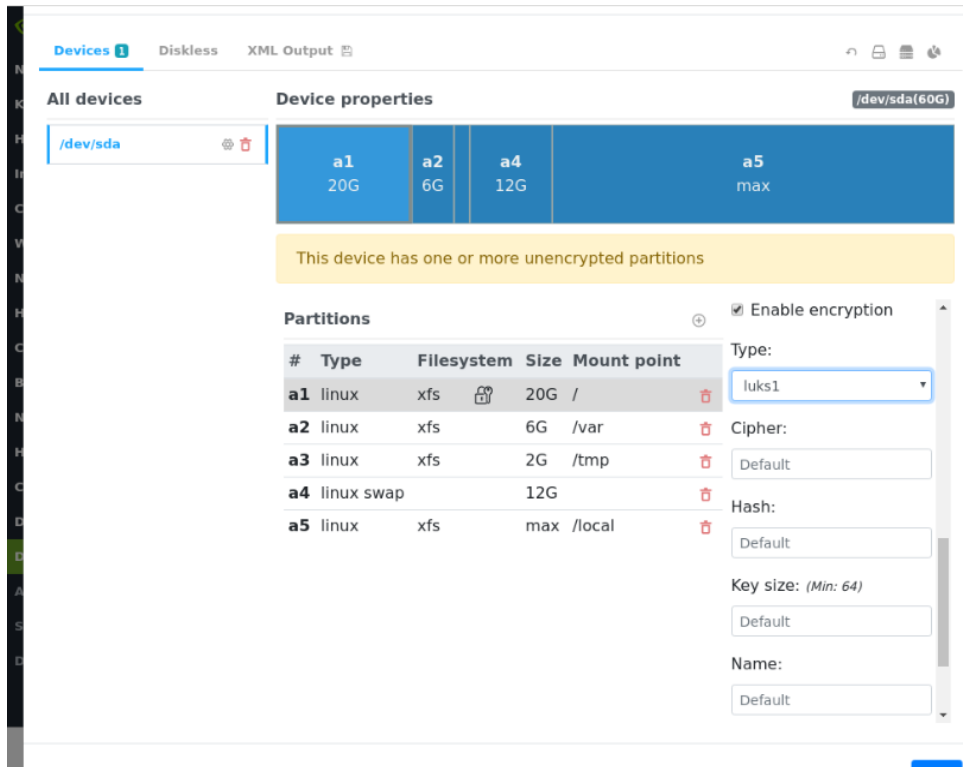 Devices 1 Diskless XML Output
All devices
Device properties
/dev/sda(60G)
/dev/sda
a1
20G
a2
6G
a4
12G
a5
max
This device has one or more unencrypted partitions
Partitions
# Type Filesystem Size Mount point
a1 linux xfs 20G /
a2 linux xfs 6G /var
a3 linux xfs 2G /tmp
a4 linux swap 12G
a5 linux xfs max /local
Enable encryption
Type:
luks1
Cipher:
Default
Hash:
Default
Key size: (Min: 64)
Default
Name:
Default